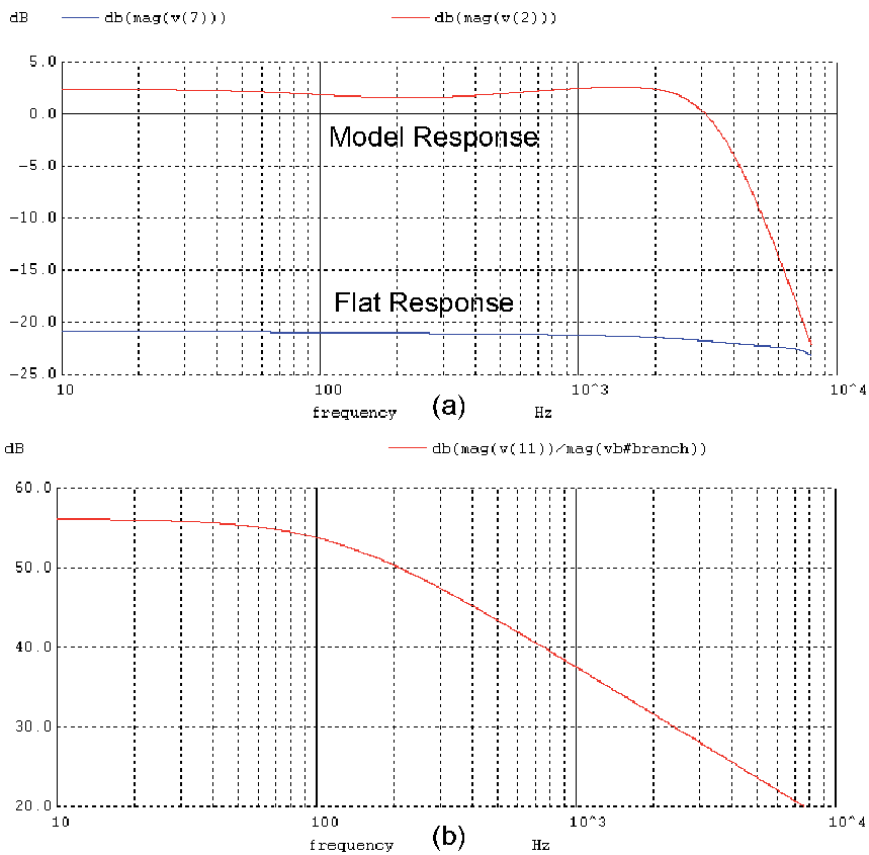 dB db(mag(v(7))) db(mag(v(2)))
5.0
0.0
Model Response
-5.0
-10.0
-15.0
Flat Response
-20.0
-25.0
10 100 10^3 10^4
frequency (a) Hz
dB db(mag(v(11))/mag(vb#branch))
60.0
50.0
40.0
30.0
20.0
10 100 10^3 10^4
frequency (b) Hz